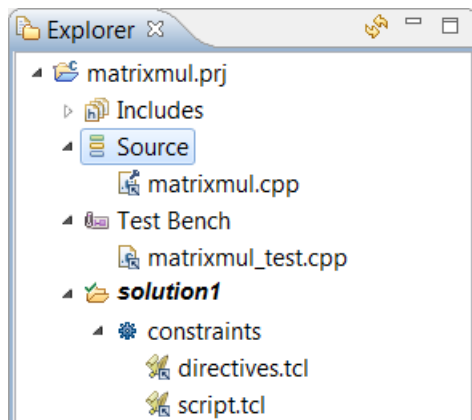 Explorer
matrixmul.prj
Includes
Source
matrixmul.cpp
Test Bench
matrixmul_test.cpp
solution1
constraints
directives.tcl
script.tcl